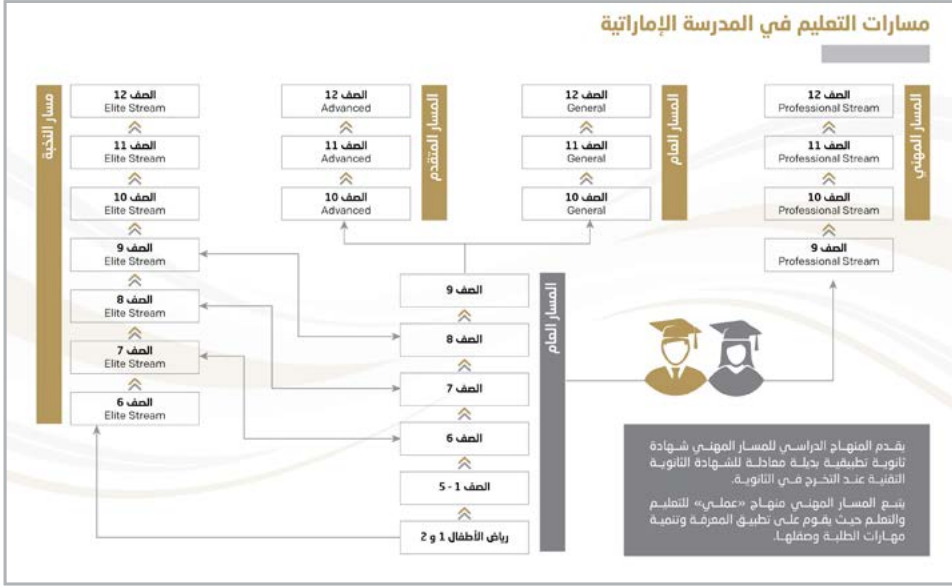 مسارات التعليم في المدرسة الإماراتية
المسار المهني
الصف 12
Professional Stream
الصف 11
Professional Stream
الصف 10
Professional Stream
الصف 9
Professional Stream
المسار العام
الصف 12
General
الصف 11
General
الصف 10
General
المسار المتقدم
الصف 12
Advanced
الصف 11
Advanced
الصف 10
Advanced
مسار النخبة
الصف 12
Elite Stream
الصف 11
Elite Stream
الصف 10
Elite Stream
الصف 9
Elite Stream
الصف 8
Elite Stream
الصف 7
Elite Stream
الصف 6
Elite Stream
المسار العام
الصف 9
الصف 8
الصف 7
الصف 6
الصف 1 - 5
رياض الأطفال 1 و 2
يقدم المنهاج الدراسي للمسار المهني شهادة
ثانوية تطبيقية بديلة معادلة للشهادة الثانوية
التقنية عند التخرج في الثانوية.
يتبع المسار المهني منهاج «عملي» للتعليم
والتعلم حيث يقوم على تطبيق المعرفة وتنمية
مهارات الطلبة وصقلها.